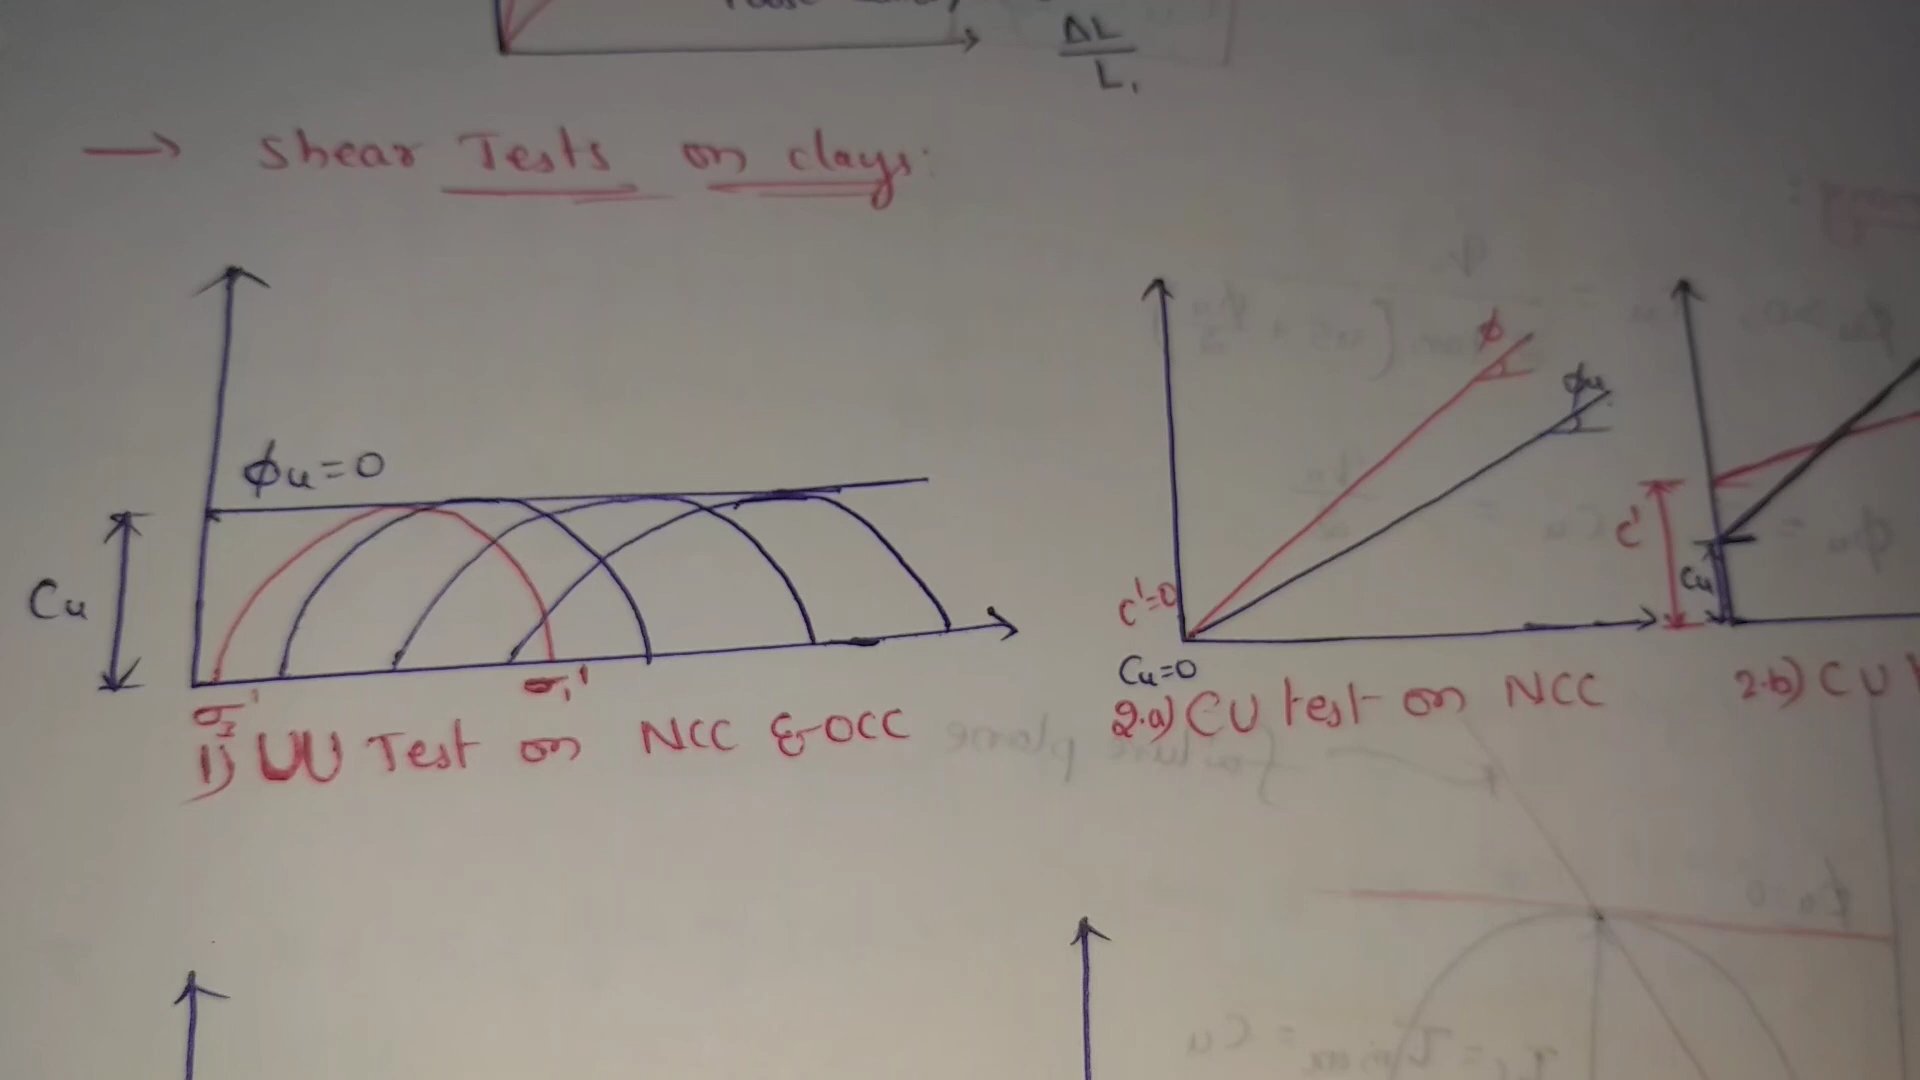 ΔL
L,
→ Shear Tests on clays:
ϕu=0
Cu
σ3'
σ1'
1) UU Test on NCC & OCC
ϕ
ϕu
C'=0
Cu=0
2.a) CU test on NCC
C'
Cu
2.b) CU